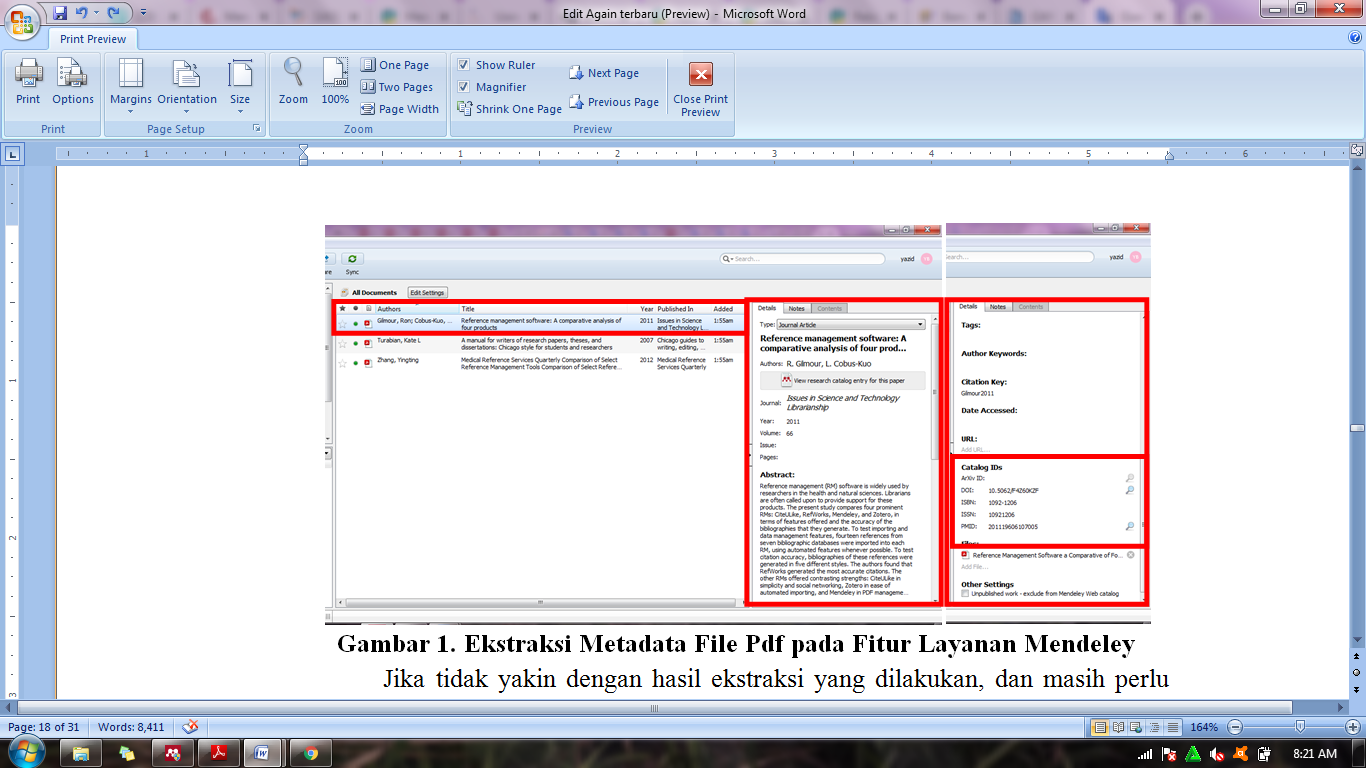 Edit Again terbaru (Preview) - Microsoft Word
Print Preview
Print
Options
Margins
Orientation
Size
Zoom
100%
One Page
Two Pages
Page Width
Show Ruler
Magnifier
Shrink One Page
Next Page
Previous Page
Close Print
Preview
Print
Page Setup
Zoom
Preview
1 1 2 3 4 5 6
Sync
Search...
yazid
All Documents
Edit Settings
Authors Title Year Published In Added
Gilmour, Ron; Cobus-Kuo, ... Reference management software: A comparative analysis of 2011 Issues in Science 1:55am
four products and Technology L...
Turabian, Kate L A manual for writers of research papers, theses, and 2007 Chicago guides to 1:55am
dissertations: Chicago style for students and researchers writing, editing, ...
Zhang, Yingting Medical Reference Services Quarterly Comparison of Select 2012 Medical Reference 1:55am
Reference Management Tools Comparison of Select Refere... Services Quarterly
Details Notes Contents
Type: Journal Article
Reference management software: A
comparative analysis of four prod...
Authors: R. Gilmour, L. Cobus-Kuo
View research catalog entry for this paper
Journal: Issues in Science and Technology
Librarianship
Year: 2011
Volume: 66
Issue:
Pages:
Abstract:
Reference management (RM) software is widely used by
researchers in the health and natural sciences. Librarians
are often called upon to provide support for these
products. The present study compares four prominent
RMs: CiteULike, RefWorks, Mendeley, and Zotero, in
terms of features offered and the accuracy of the
bibliographies that they generate. To test importing and
data management features, fourteen references from
seven bibliographic databases were imported into each
RM, using automated features whenever possible. To test
citation accuracy, bibliographies of these references were
generated in five different styles. The authors found that
RefWorks generated the most accurate citations. The
other RMs offered contrasting strengths: CiteULike in
simplicity and social networking, Zotero in ease of
automated importing, and Mendeley in PDF manageme...
yazid
Details Notes Contents
Tags:
Author Keywords:
Citation Key:
Gilmour2011
Date Accessed:
URL:
Add URL...
Catalog IDs
ArXiv ID:
DOI: 10.5062/F4Z60KZF
ISBN: 1092-1206
ISSN: 10921206
PMID: 201119606107005
Reference Management Software a Comparative of Fo...
Add File...
Other Settings
Unpublished work - exclude from Mendeley Web catalog
Gambar 1. Ekstraksi Metadata File Pdf pada Fitur Layanan Mendeley
Jika tidak yakin dengan hasil ekstraksi yang dilakukan, dan masih perlu
Page: 18 of 31
Words: 8,411
164%
8:21 AM